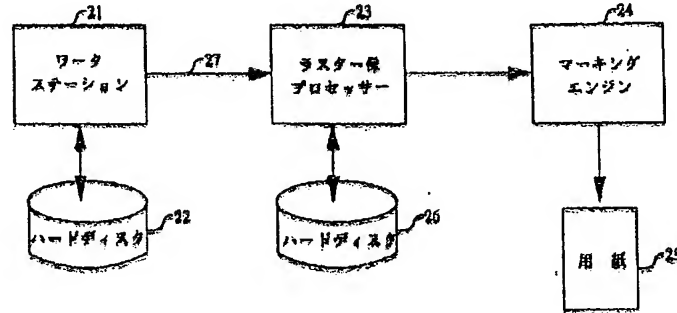 21
ワーク
ステーション
27
23
ラスター像
プロセッサー
24
マーキング
エンジン
ハードディスク
22
ハードディスク
26
用紙